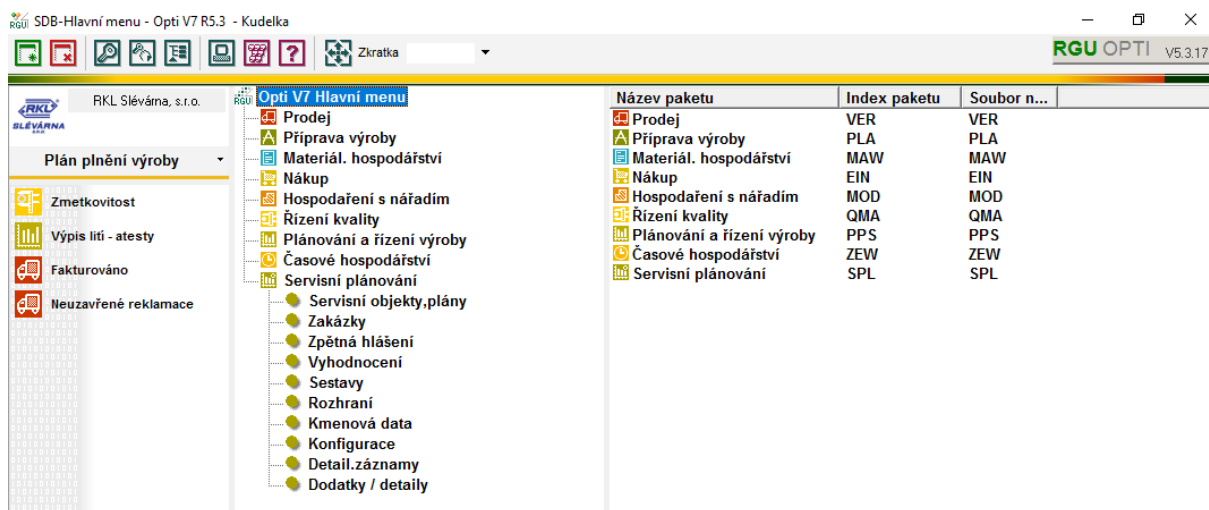 SDB-Hlavní menu - Opti V7 R5.3 - Kudelka
Zkratka
RGU OPTI V5.3.17
RKL SLÉVÁRNA
RKL Slévárna, s.r.o.
Plán plnění výroby
Zmetkovitost
Výpis lití - atesty
Fakturováno
Neuzavřené reklamace
RGU Opti V7 Hlavní menu
Prodej
Příprava výroby
Materiál. hospodářství
Nákup
Hospodaření s nářadím
Řízení kvality
Plánování a řízení výroby
Časové hospodářství
Servisní plánování
Servisní objekty,plány
Zakázky
Zpětná hlášení
Vyhodnocení
Sestavy
Rozhraní
Kmenová data
Konfigurace
Detail.záznamy
Dodatky / detaily
Název paketu Index paketu Soubor n...
Prodej VER VER
Příprava výroby PLA PLA
Materiál. hospodářství MAW MAW
Nákup EIN EIN
Hospodaření s nářadím MOD MOD
Řízení kvality QMA QMA
Plánování a řízení výroby PPS PPS
Časové hospodářství ZEW ZEW
Servisní plánování SPL SPL